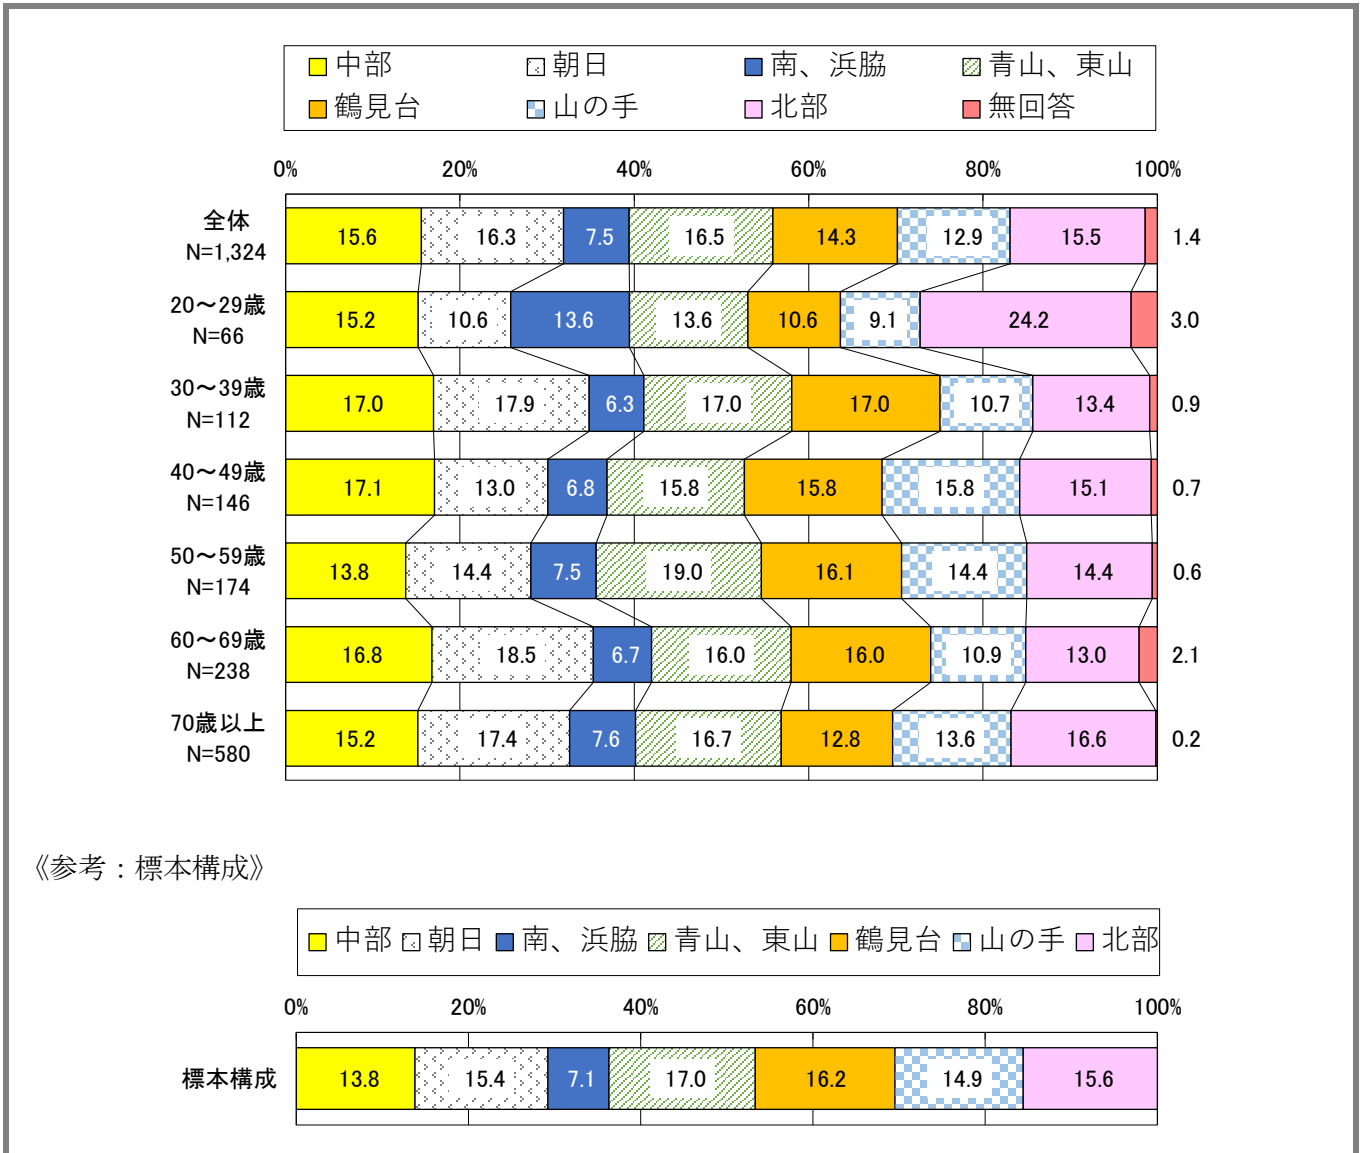 中部 朝日 南、浜脇 青山、東山
鶴見台 山の手 北部 無回答
0% 20% 40% 60% 80% 100%
全体
N=1,324
15.6 16.3 7.5 16.5 14.3 12.9 15.5 1.4
20～29歳
N=66
15.2 10.6 13.6 13.6 10.6 9.1 24.2 3.0
30～39歳
N=112
17.0 17.9 6.3 17.0 17.0 10.7 13.4 0.9
40～49歳
N=146
17.1 13.0 6.8 15.8 15.8 15.8 15.1 0.7
50～59歳
N=174
13.8 14.4 7.5 19.0 16.1 14.4 14.4 0.6
60～69歳
N=238
16.8 18.5 6.7 16.0 16.0 10.9 13.0 2.1
70歳以上
N=580
15.2 17.4 7.6 16.7 12.8 13.6 16.6 0.2
《参考：標本構成》
中部 朝日 南、浜脇 青山、東山 鶴見台 山の手 北部
0% 20% 40% 60% 80% 100%
標本構成 13.8 15.4 7.1 17.0 16.2 14.9 15.6